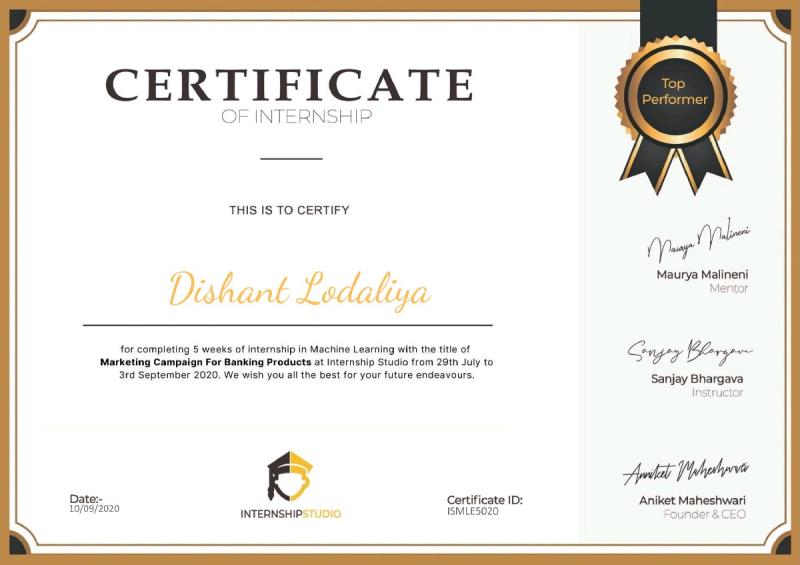 CERTIFICATE
OF INTERNSHIP
THIS IS TO CERTIFY
Dishant Lodaliya
for completing 5 weeks of internship in Machine Learning with the title of
Marketing Campaign For Banking Products at Internship Studio from 29th July to
3rd September 2020. We wish you all the best for your future endeavours.
Date:-
10/09/2020
INTERNSHIPSTUDIO
Certificate ID:
ISMLE5020
Top
Performer
Maurya Malineni
Maurya Malineni
Mentor
Sanjay Bhargava
Sanjay Bhargava
Instructor
Anniket Maheshwari
Aniket Maheshwari
Founder & CEO